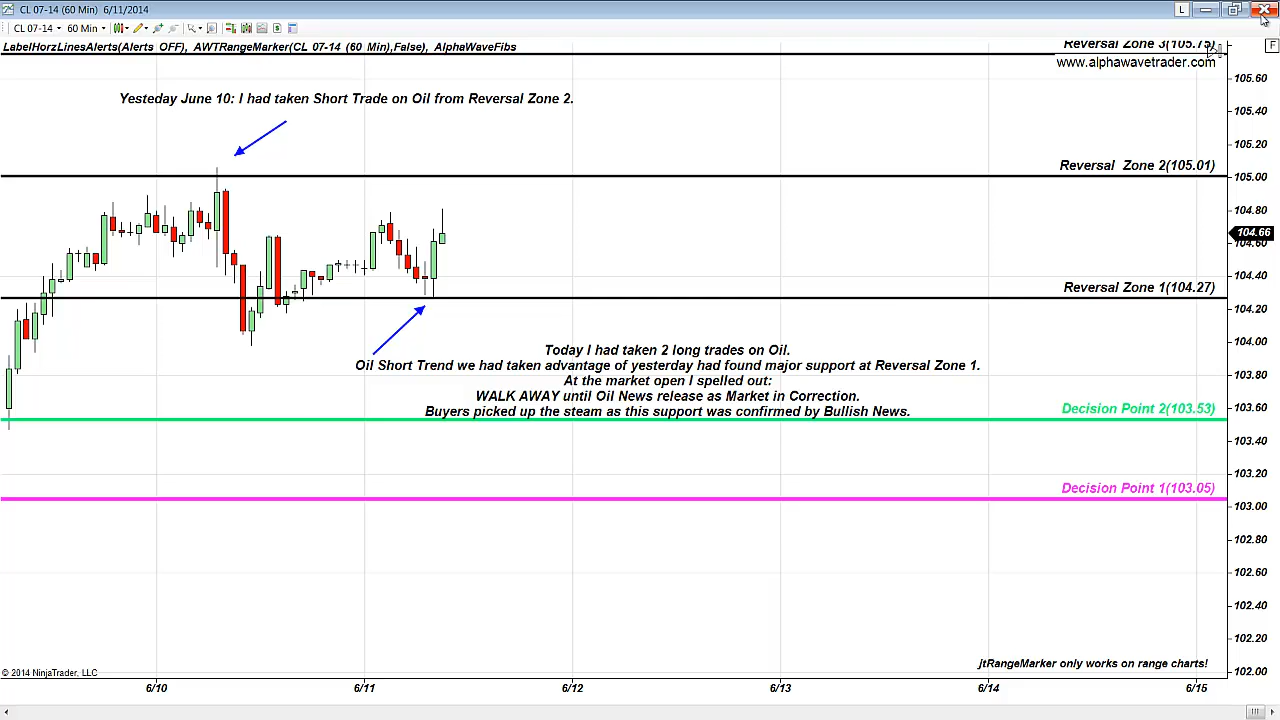 CL 07-14 (60 Min) 6/11/2014
L
CL 07-14 60 Min
LabelHorzLinesAlerts(Alerts OFF), AWTRangeMarker(CL 07-14 (60 Min),False), AlphaWaveFibs
Reversal Zone 3(105.75)
F
www.alphawavetrader.com
105.60
Yesteday June 10: I had taken Short Trade on Oil from Reversal Zone 2.
105.40
105.20
Reversal Zone 2(105.01)
105.00
104.80
104.66
104.60
104.40
Reversal Zone 1(104.27)
104.20
104.00
Today I had taken 2 long trades on Oil.
Oil Short Trend we had taken advantage of yesterday had found major support at Reversal Zone 1.
At the market open I spelled out:
103.80
WALK AWAY until Oil News release as Market in Correction.
Buyers picked up the steam as this support was confirmed by Bullish News.
Decision Point 2(103.53)
103.60
103.40
103.20
Decision Point 1(103.05)
103.00
102.80
102.60
102.40
102.20
jtRangeMarker only works on range charts!
© 2014 NinjaTrader, LLC
102.00
6/10 6/11 6/12 6/13 6/14 6/15